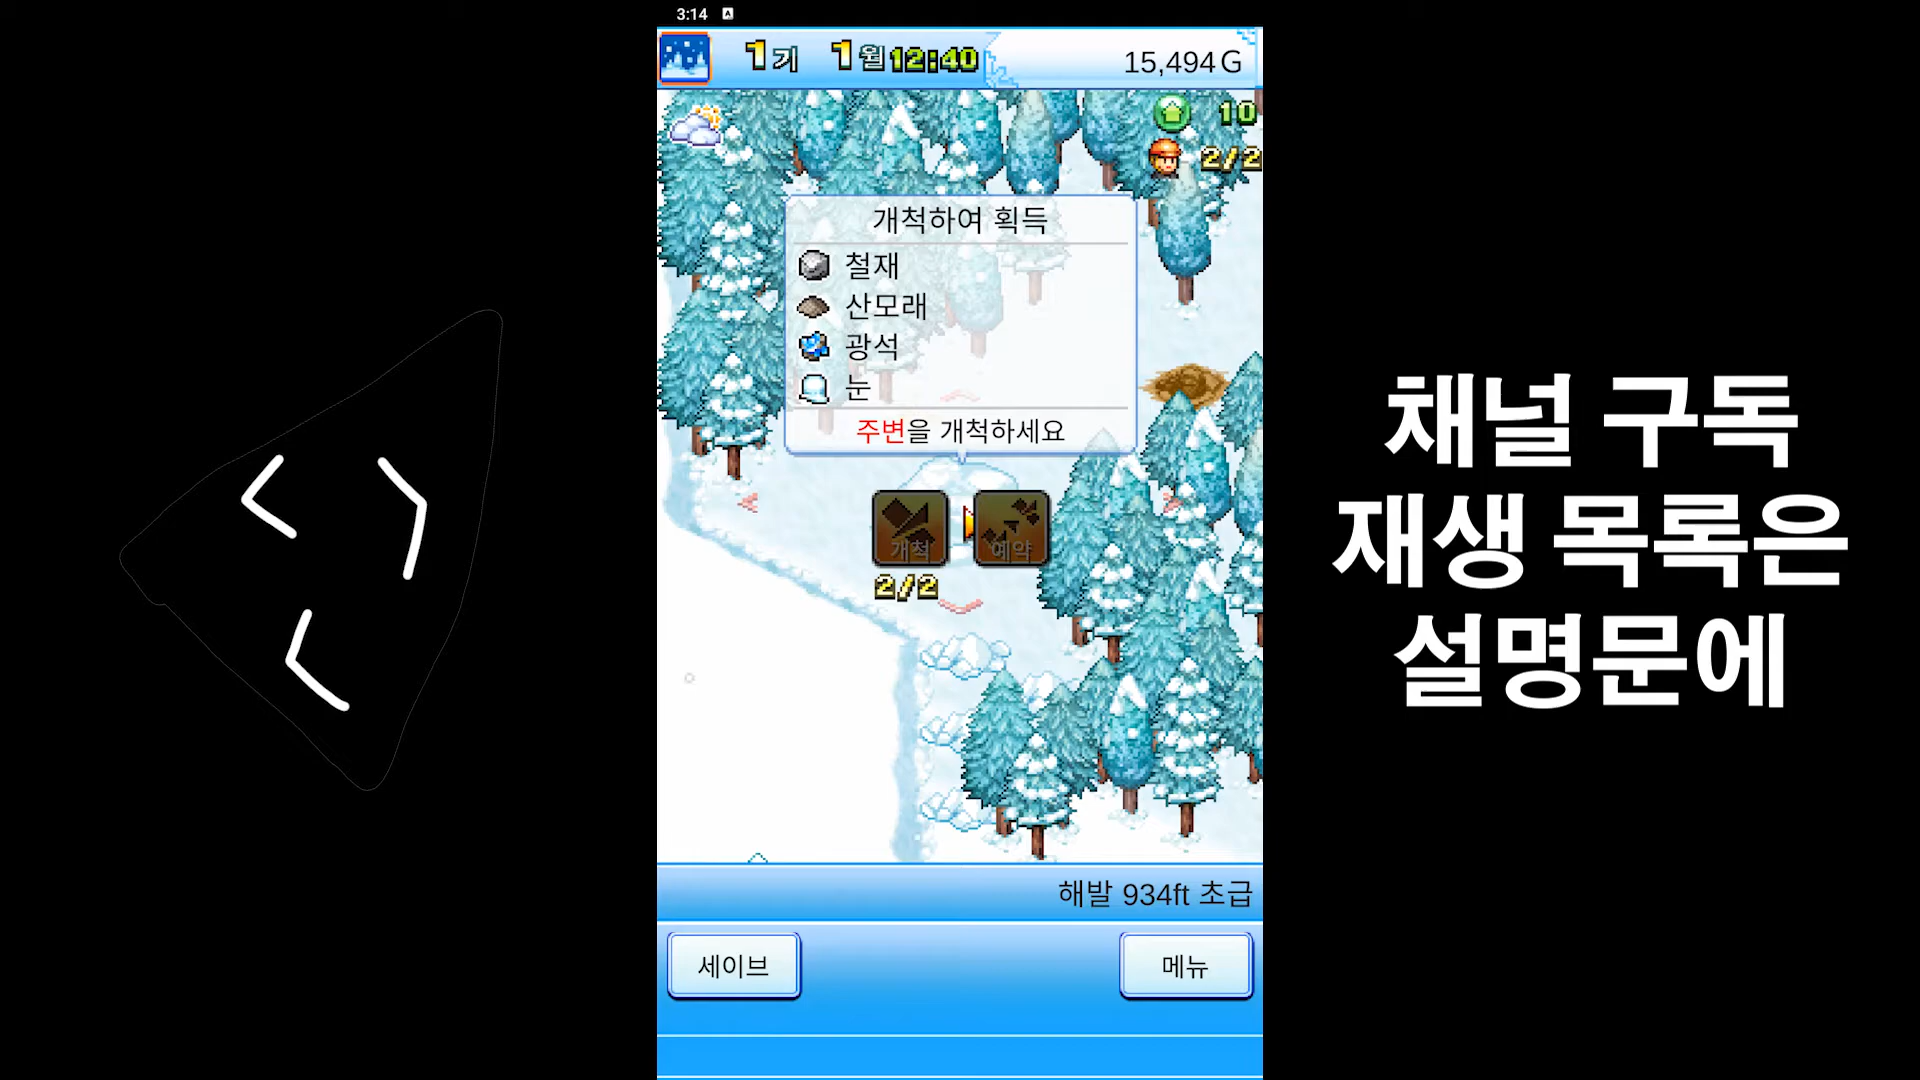 3:14 A
1기 1월 12:40
15,494 G
10
2/2
개척하여 획득
철재
산모래
광석
눈
주변을 개척하세요
개척 예약
2/2
해발 934ft 초급
세이브
메뉴
채널 구독
재생 목록은
설명문에